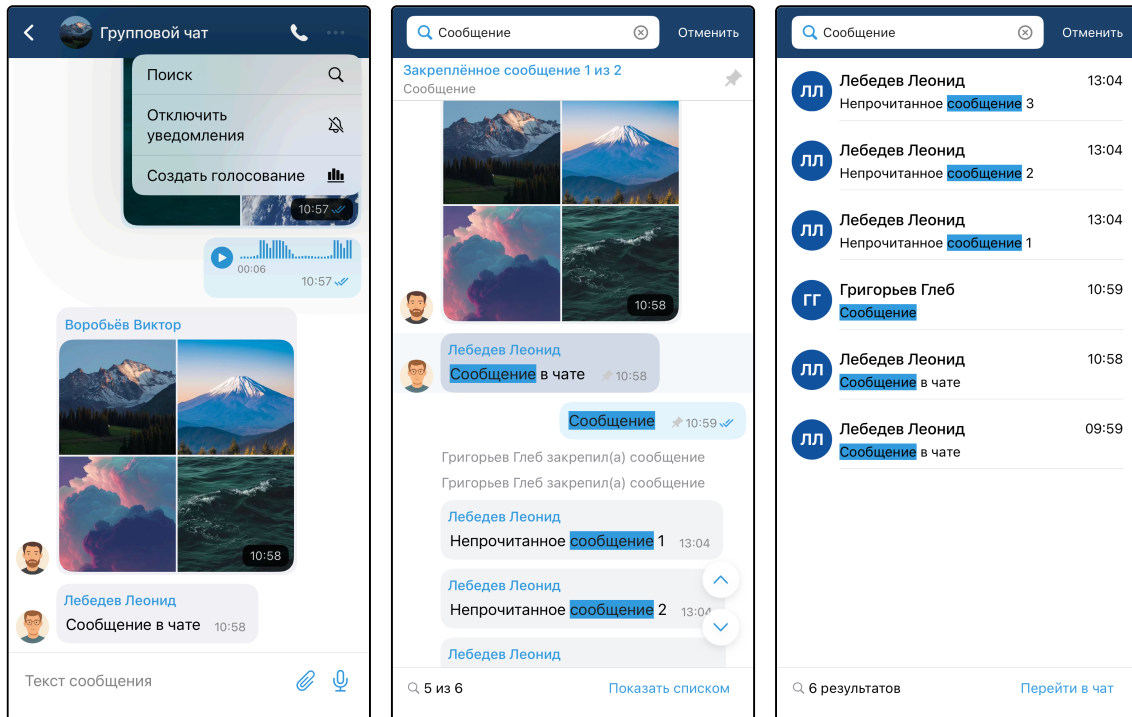 Групповой чат
Поиск
Отключить
уведомления
Создать голосование
10:57
00:06
10:57
Воробьёв Виктор
10:58
Лебедев Леонид
Сообщение в чате 10:58
Текст сообщения
Сообщение Отменить
Закреплённое сообщение 1 из 2
Сообщение
10:58
Лебедев Леонид
Сообщение в чате 10:58
Сообщение 10:59
Григорьев Глеб закрепил(а) сообщение
Григорьев Глеб закрепил(а) сообщение
Лебедев Леонид
Непрочитанное сообщение 1 13:04
Лебедев Леонид
Непрочитанное сообщение 2 13:04
Лебедев Леонид
5 из 6 Показать списком
Сообщение Отменить
ЛЛ Лебедев Леонид 13:04
Непрочитанное сообщение 3
ЛЛ Лебедев Леонид 13:04
Непрочитанное сообщение 2
ЛЛ Лебедев Леонид 13:04
Непрочитанное сообщение 1
ГГ Григорьев Глеб 10:59
Сообщение
ЛЛ Лебедев Леонид 10:58
Сообщение в чате
ЛЛ Лебедев Леонид 09:59
Сообщение в чате
6 результатов Перейти в чат